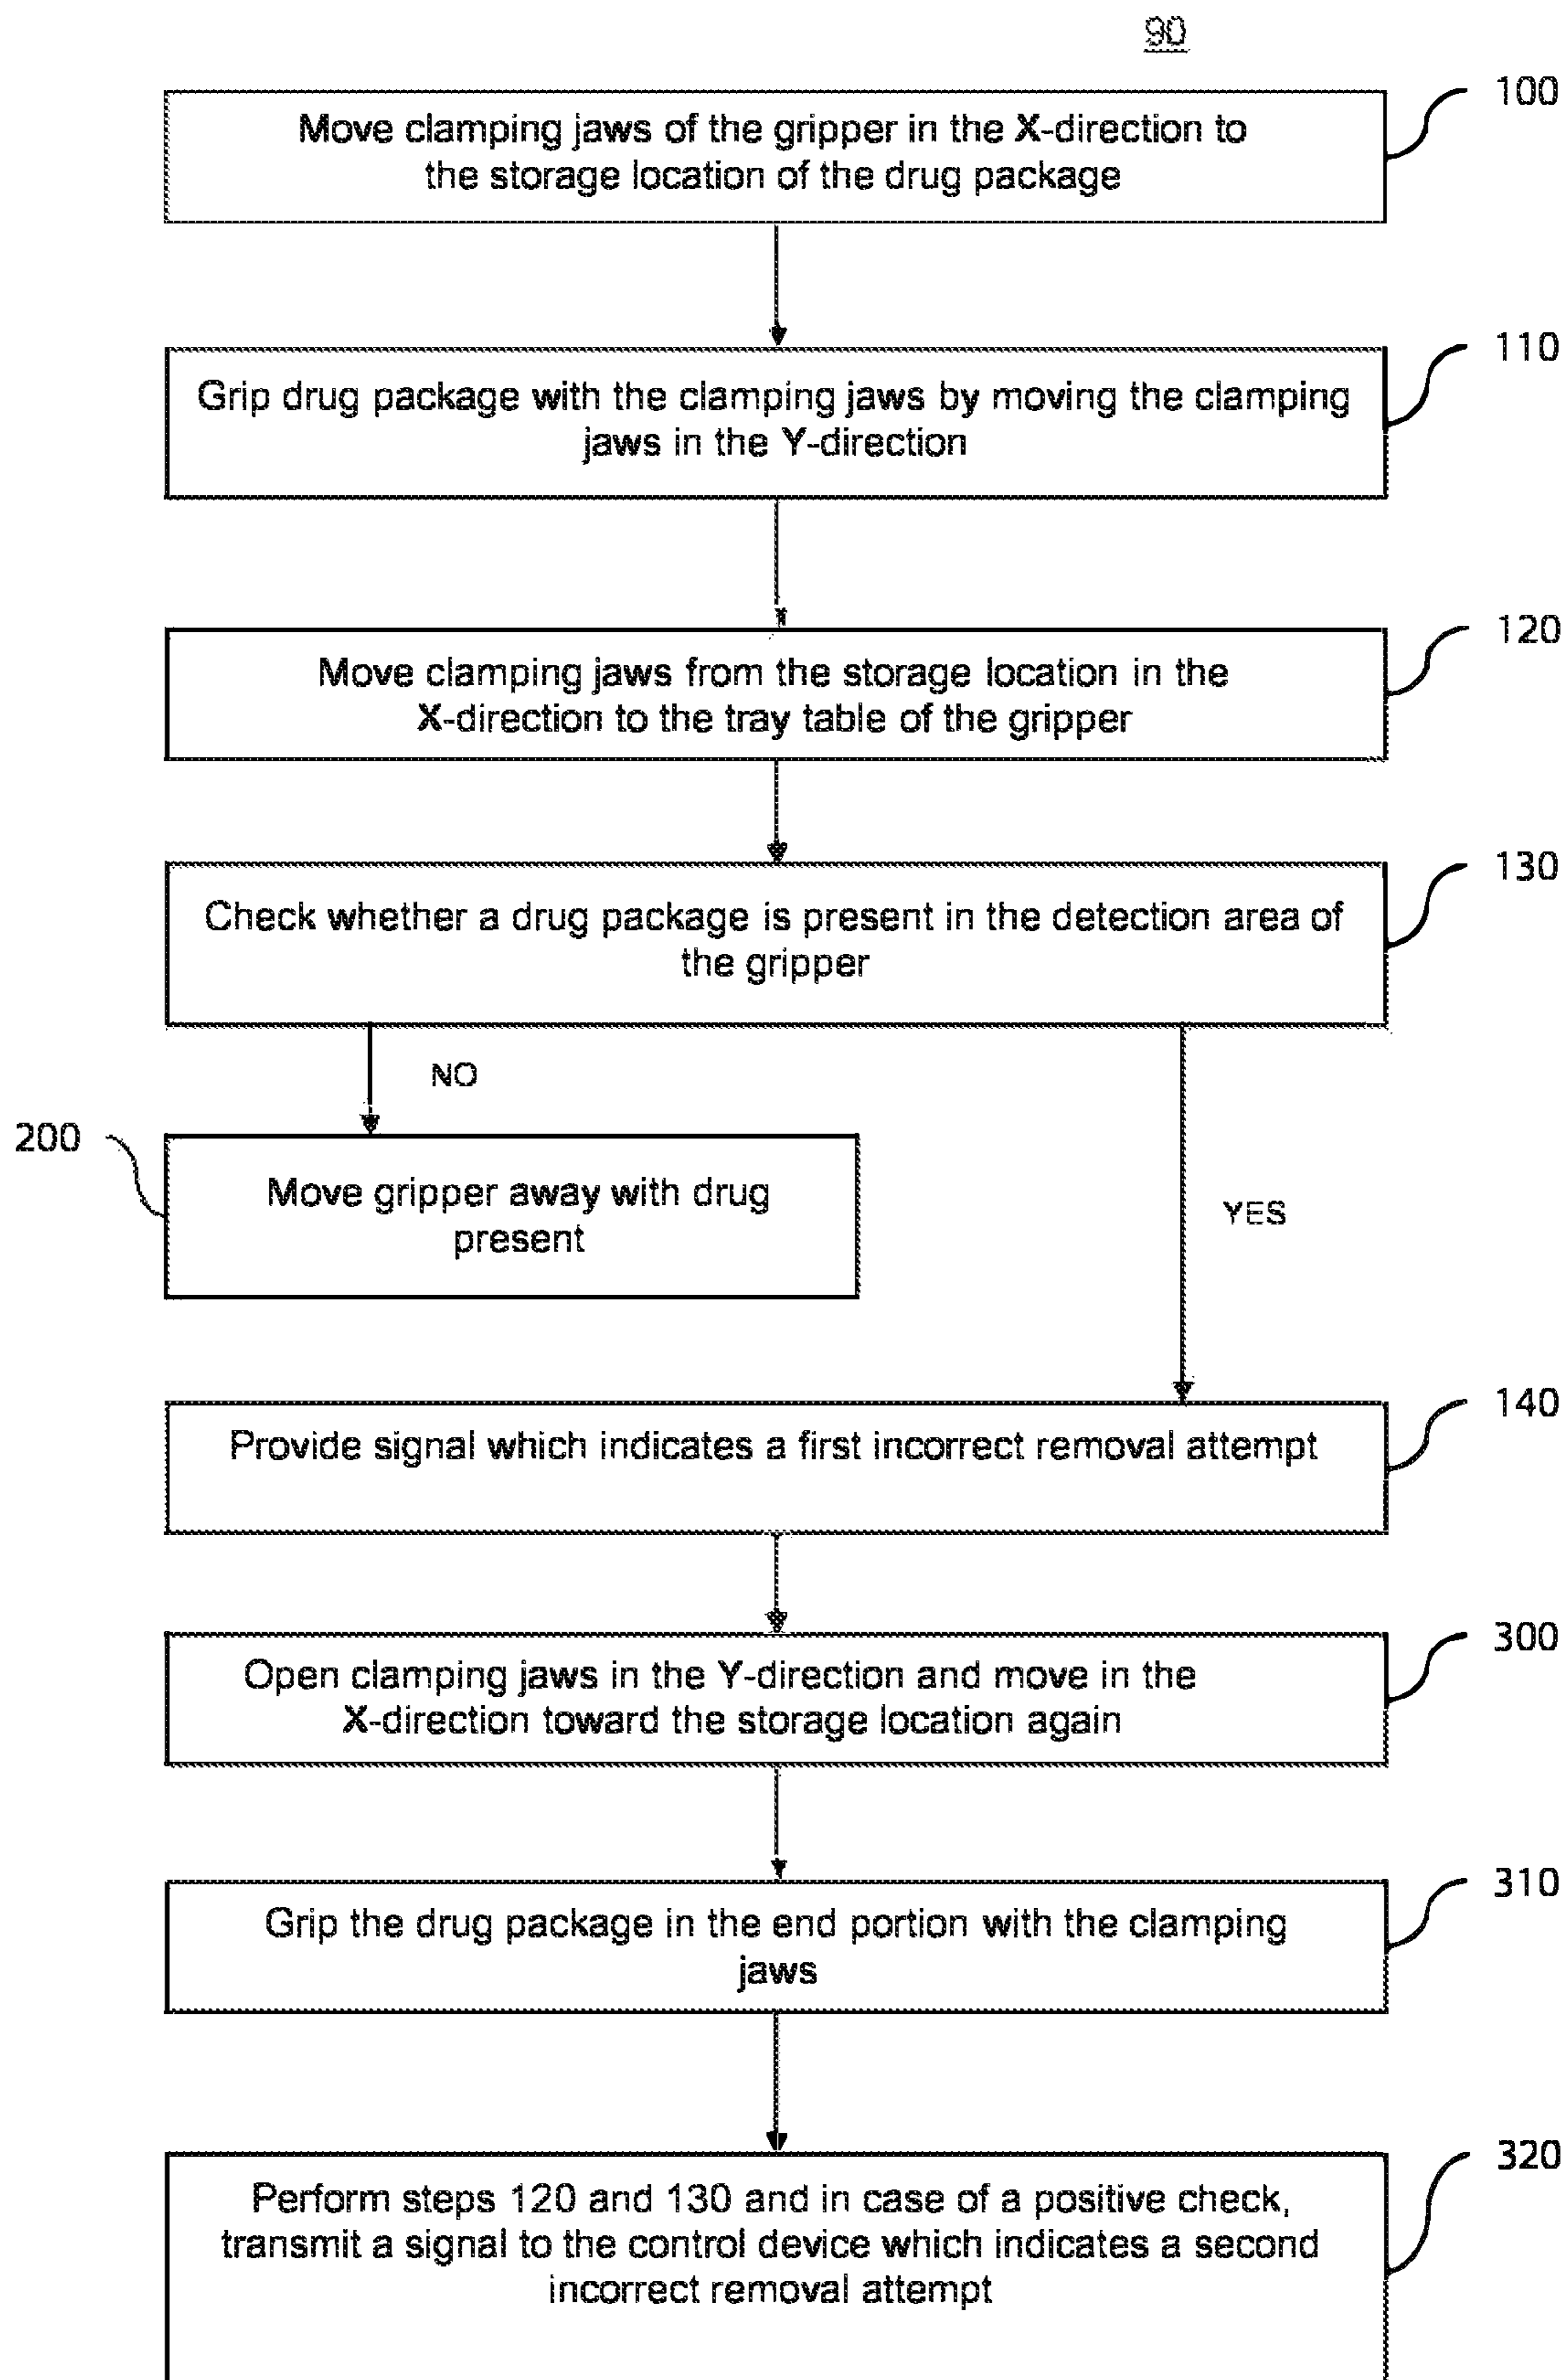 90
100
Move clamping jaws of the gripper in the X-direction to
the storage location of the drug package
110
Grip drug package with the clamping jaws by moving the clamping
jaws in the Y-direction
120
Move clamping jaws from the storage location in the
X-direction to the tray table of the gripper
130
Check whether a drug package is present in the detection area of
the gripper
NO
200
Move gripper away with drug
present
YES
140
Provide signal which indicates a first incorrect removal attempt
300
Open clamping jaws in the Y-direction and move in the
X-direction toward the storage location again
310
Grip the drug package in the end portion with the clamping
jaws
320
Perform steps 120 and 130 and in case of a positive check,
transmit a signal to the control device which indicates a second
incorrect removal attempt